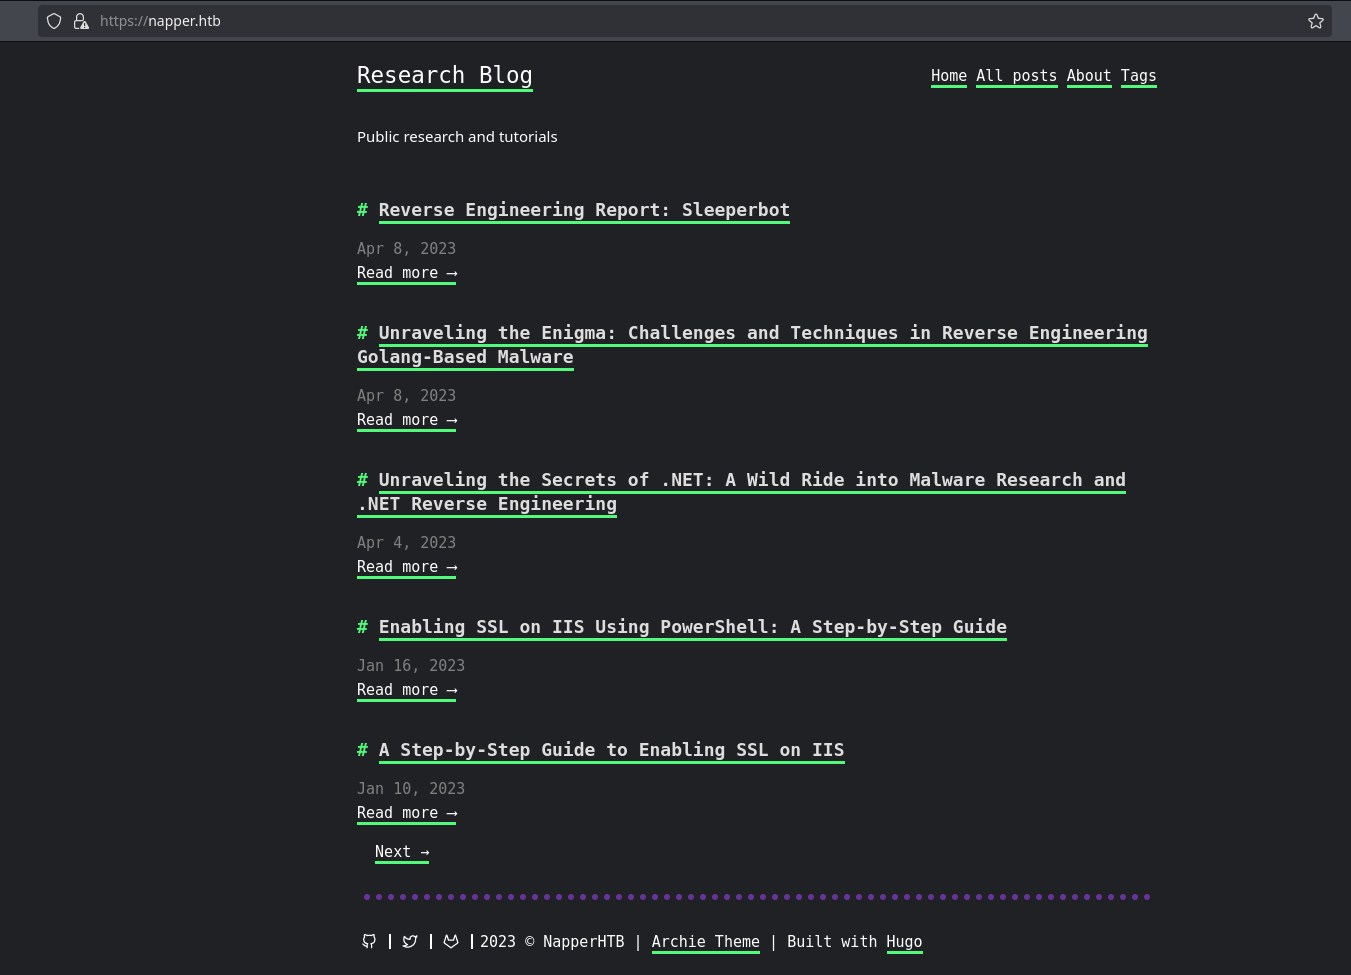 https://napper.htb
Research Blog
Home All posts About Tags
Public research and tutorials
# Reverse Engineering Report: Sleeperbot
Apr 8, 2023
Read more ⟶
# Unraveling the Enigma: Challenges and Techniques in Reverse Engineering
Golang-Based Malware
Apr 8, 2023
Read more ⟶
# Unraveling the Secrets of .NET: A Wild Ride into Malware Research and
.NET Reverse Engineering
Apr 4, 2023
Read more ⟶
# Enabling SSL on IIS Using PowerShell: A Step-by-Step Guide
Jan 16, 2023
Read more ⟶
# A Step-by-Step Guide to Enabling SSL on IIS
Jan 10, 2023
Read more ⟶
Next →
| | | 2023 © NapperHTB | Archie Theme | Built with Hugo